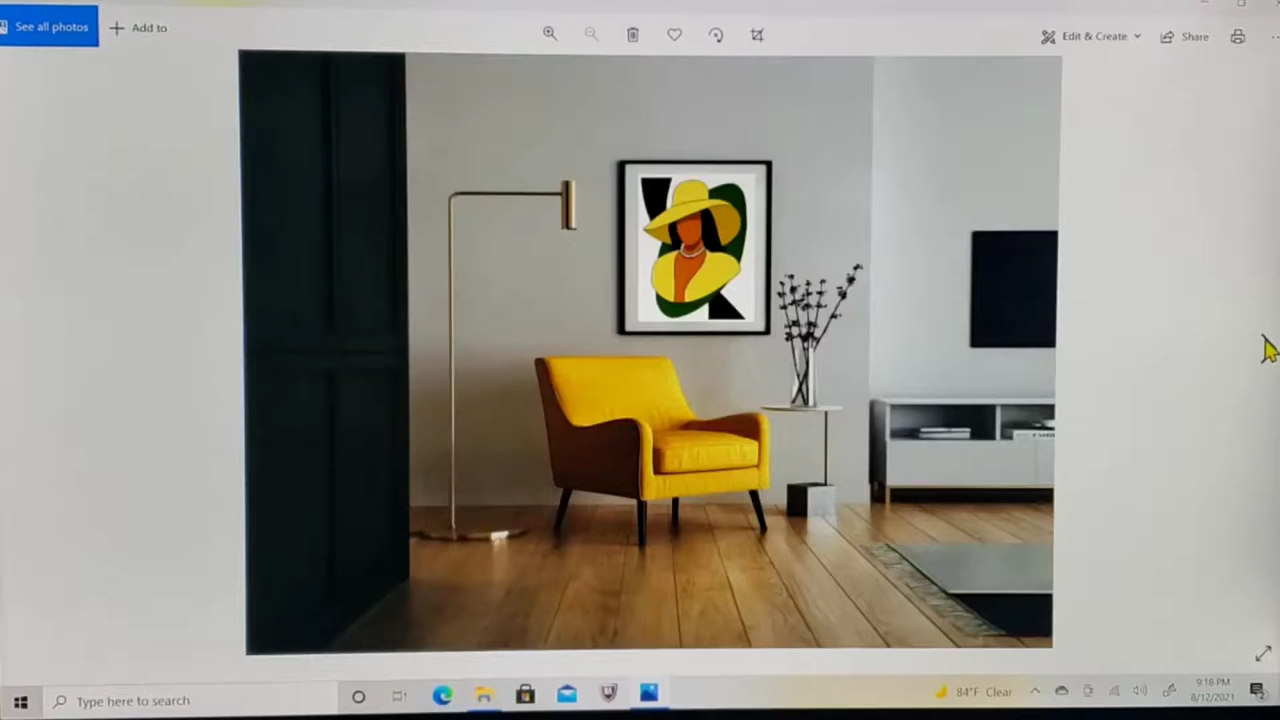 See all photos
Add to
Edit & Create
Share
Type here to search
84°F Clear
9:16 PM
8/12/2021